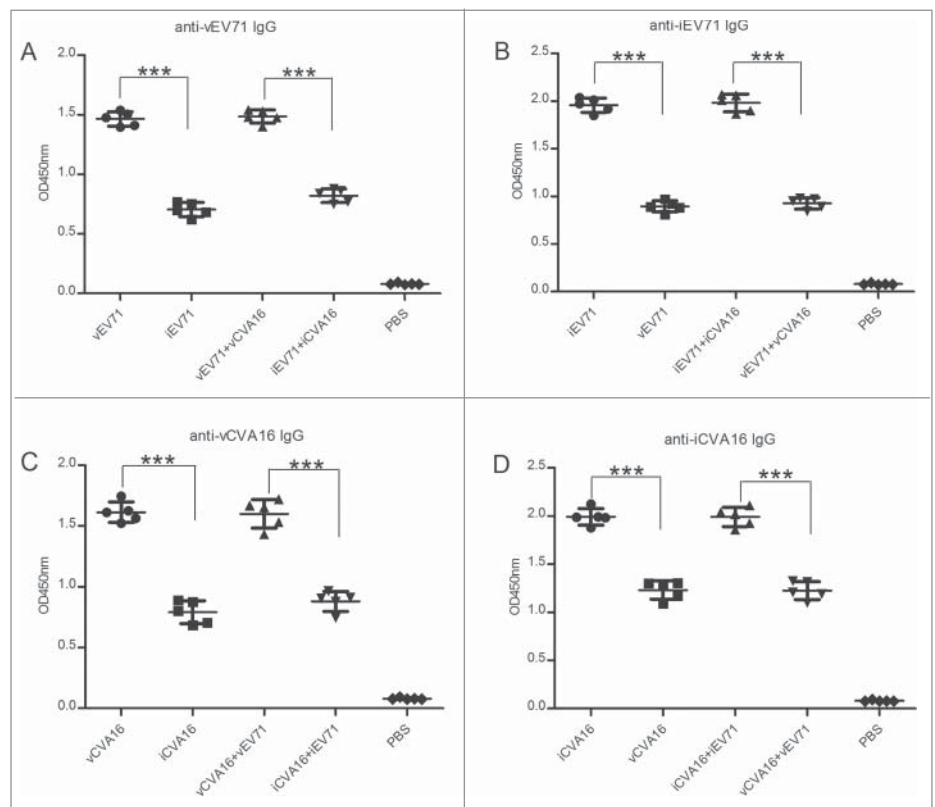 anti-vEV71 IgG
A
2.0
***
***
1.5
OD450nm
1.0
0.5
0.0
vEV71
iEV71
vEV71+vCVA16
iEV71+iCVA16
PBS
anti-iEV71 IgG
B
2.5
***
***
2.0
1.5
OD450nm
1.0
0.5
0.0
iEV71
vEV71
iEV71+iCVA16
vEV71+vCVA16
PBS
anti-vCVA16 IgG
C
2.0
***
***
1.5
OD450nm
1.0
0.5
0.0
vCVA16
iCVA16
vCVA16+vEV71
iCVA16+iEV71
PBS
anti-iCVA16 IgG
D
2.5
***
***
2.0
1.5
OD450nm
1.0
0.5
0.0
iCVA16
vCVA16
iCVA16+iEV71
vCVA16+vEV71
PBS